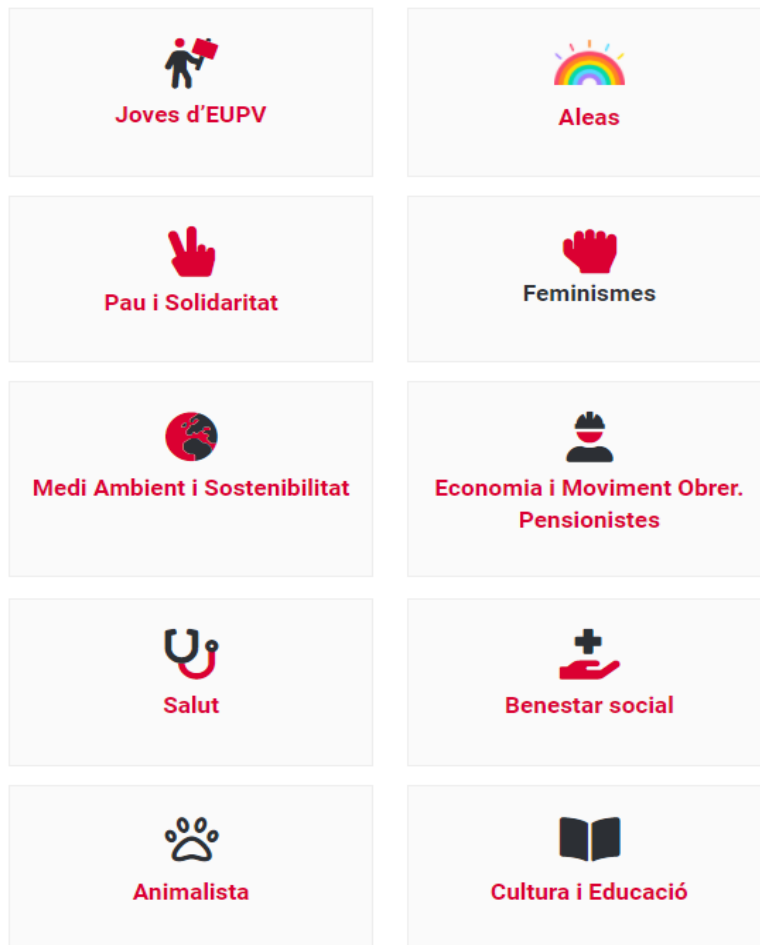 Joves d’EUPV
Aleas
Pau i Solidaritat
Feminismes
Medi Ambient i Sostenibilitat
Economia i Moviment Obrer.
Pensionistes
Salut
Benestar social
Animalista
Cultura i Educació